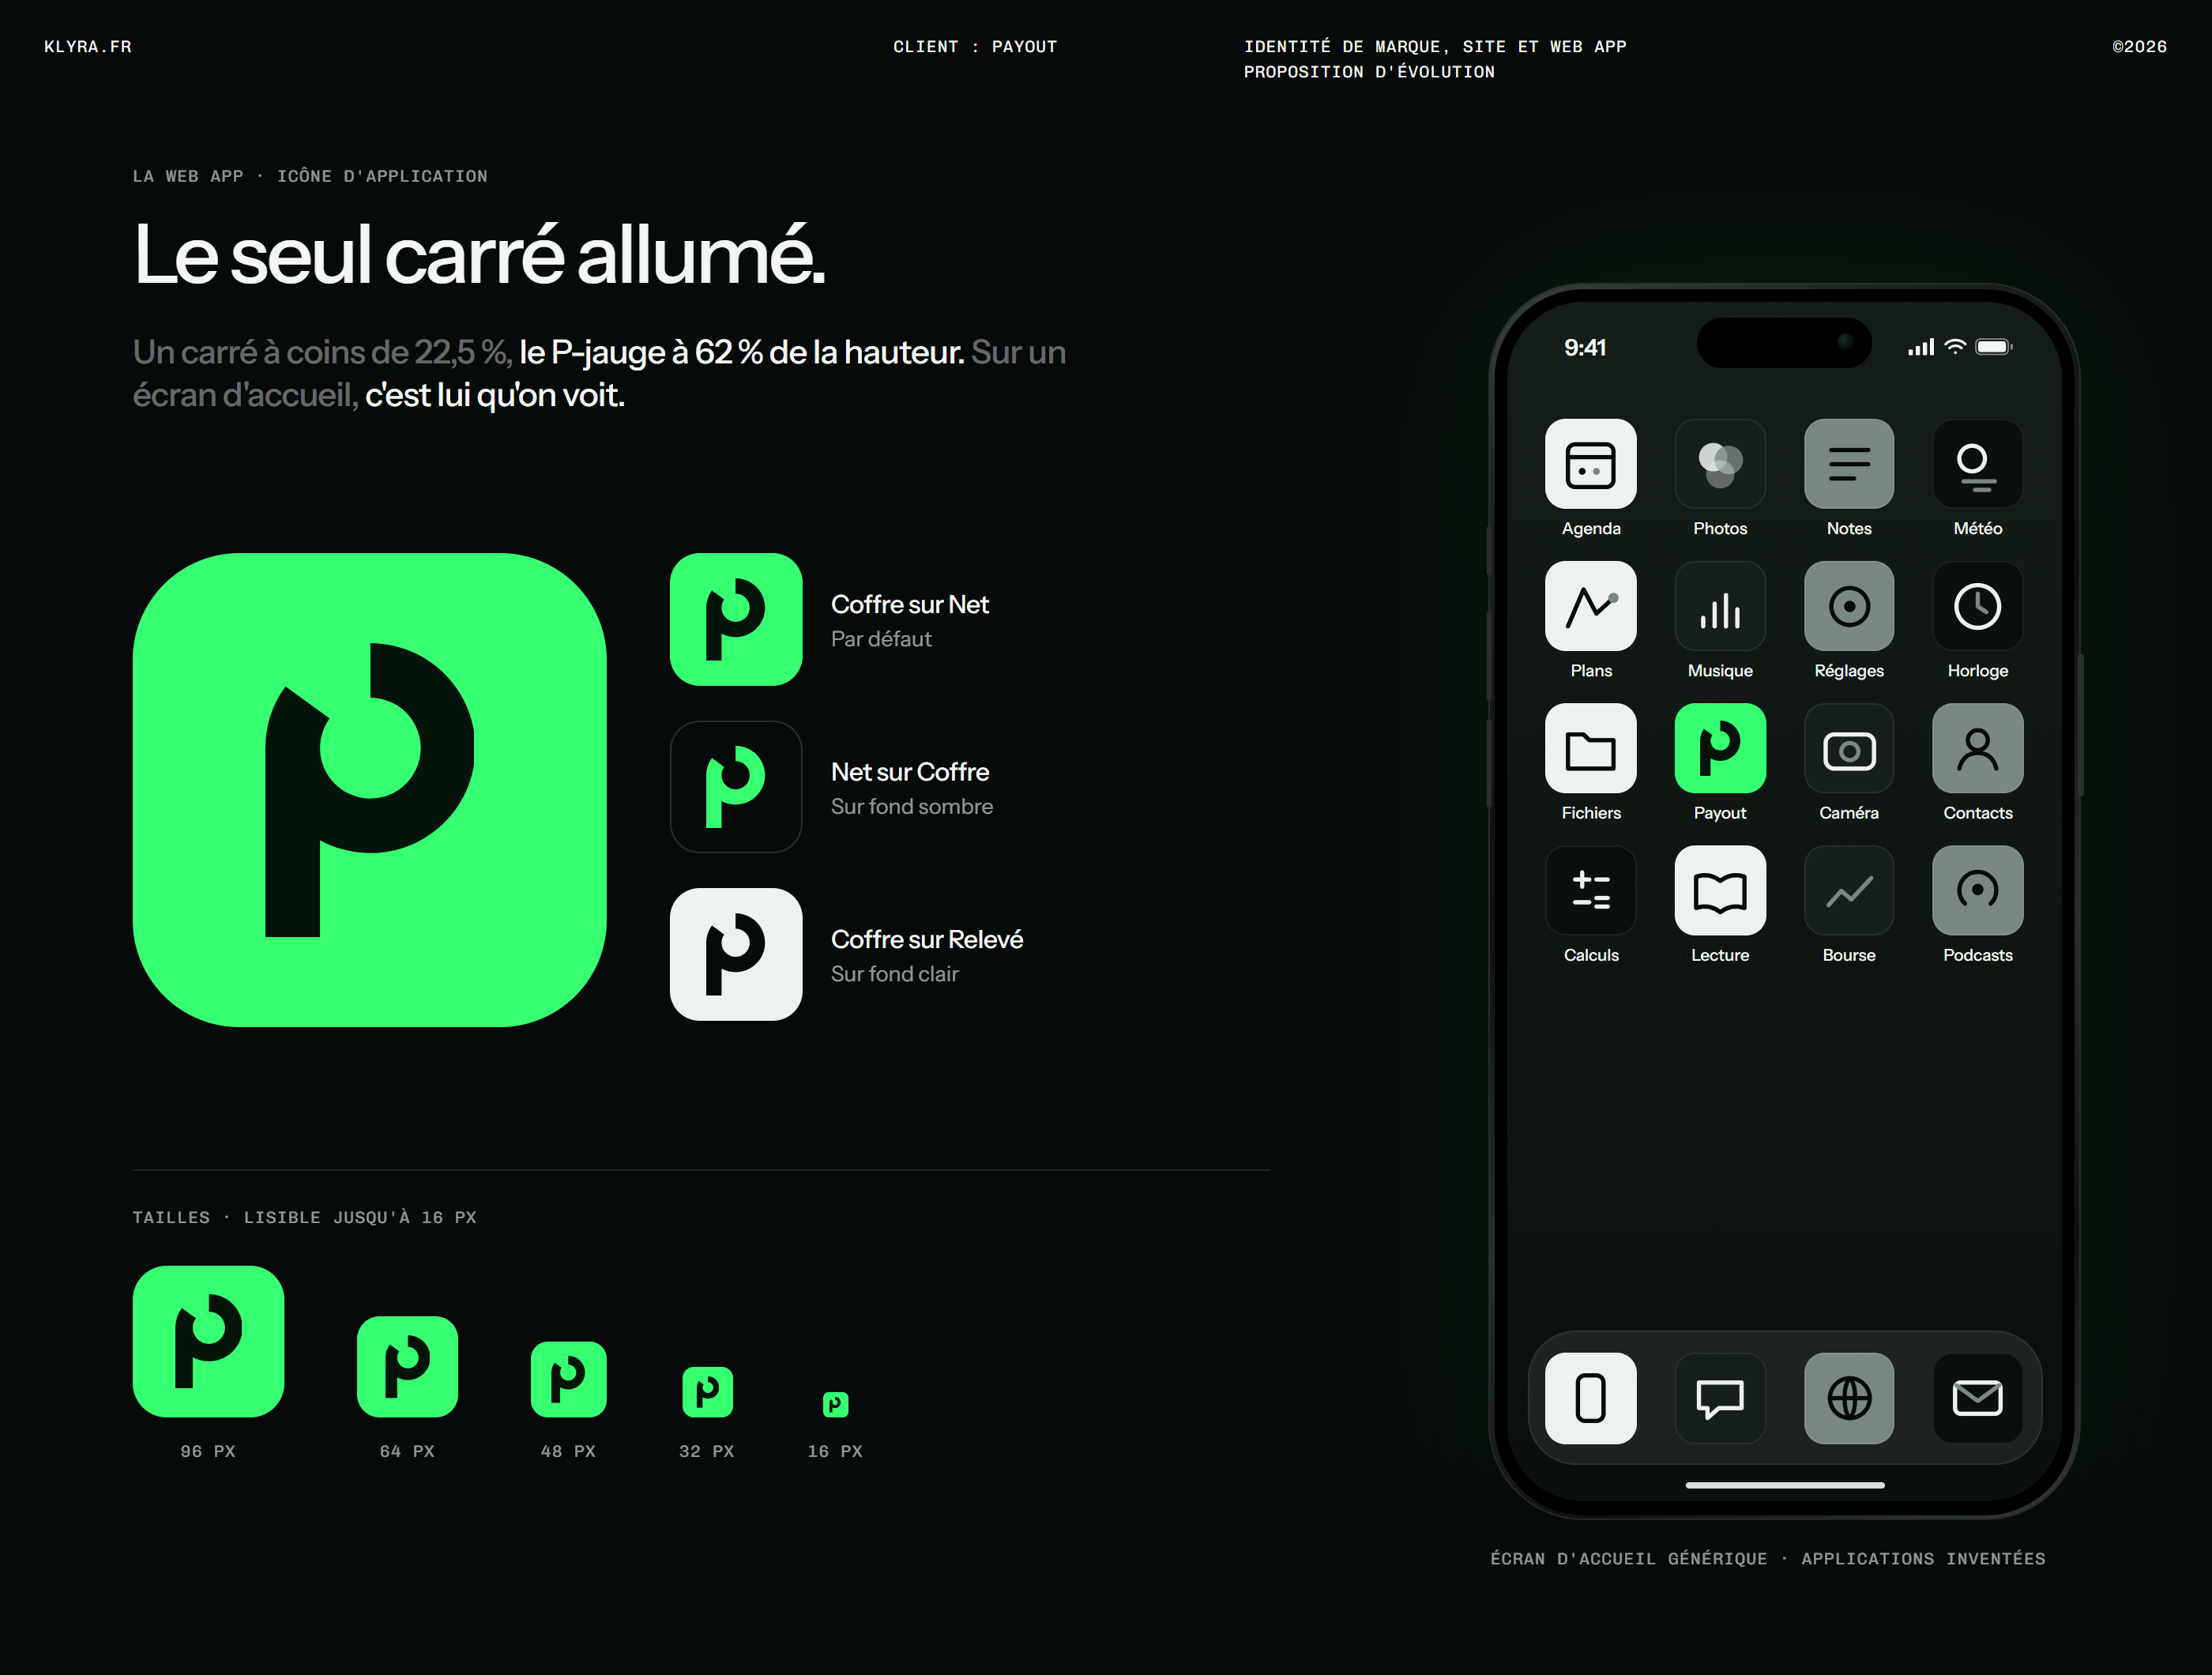 KLYRA.FR
CLIENT : PAYOUT
IDENTITÉ DE MARQUE, SITE ET WEB APP
PROPOSITION D'ÉVOLUTION
©2026
LA WEB APP · ICÔNE D'APPLICATION
Le seul carré allumé.
Un carré à coins de 22,5 %, le P-jauge à 62 % de la hauteur. Sur un
écran d'accueil, c'est lui qu'on voit.
Coffre sur Net
Par défaut
Net sur Coffre
Sur fond sombre
Coffre sur Relevé
Sur fond clair
TAILLES · LISIBLE JUSQU'À 16 PX
96 PX
64 PX
48 PX
32 PX
16 PX
9:41
Agenda
Photos
Notes
Météo
Plans
Musique
Réglages
Horloge
Fichiers
Payout
Caméra
Contacts
Calculs
Lecture
Bourse
Podcasts
ÉCRAN D'ACCUEIL GÉNÉRIQUE · APPLICATIONS INVENTÉES